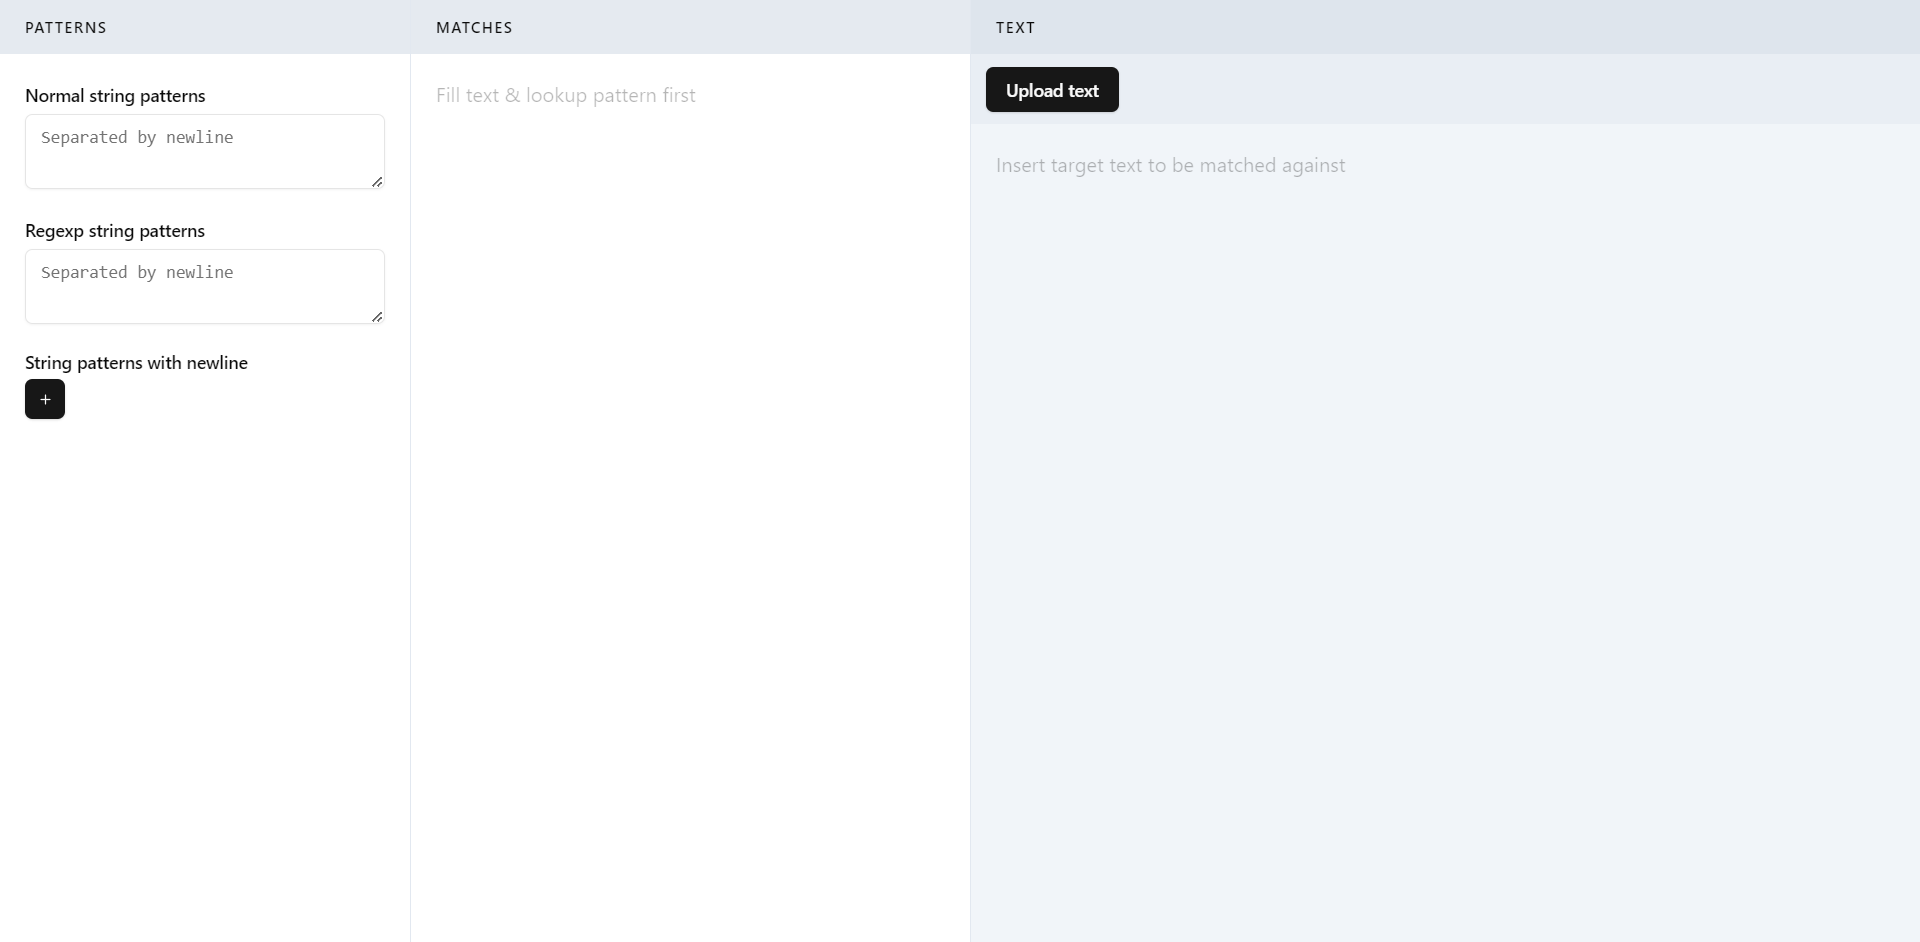 PATTERNS
Normal string patterns
Separated by newline
Regexp string patterns
Separated by newline
String patterns with newline
+
MATCHES
Fill text & lookup pattern first
TEXT
Upload text
Insert target text to be matched against